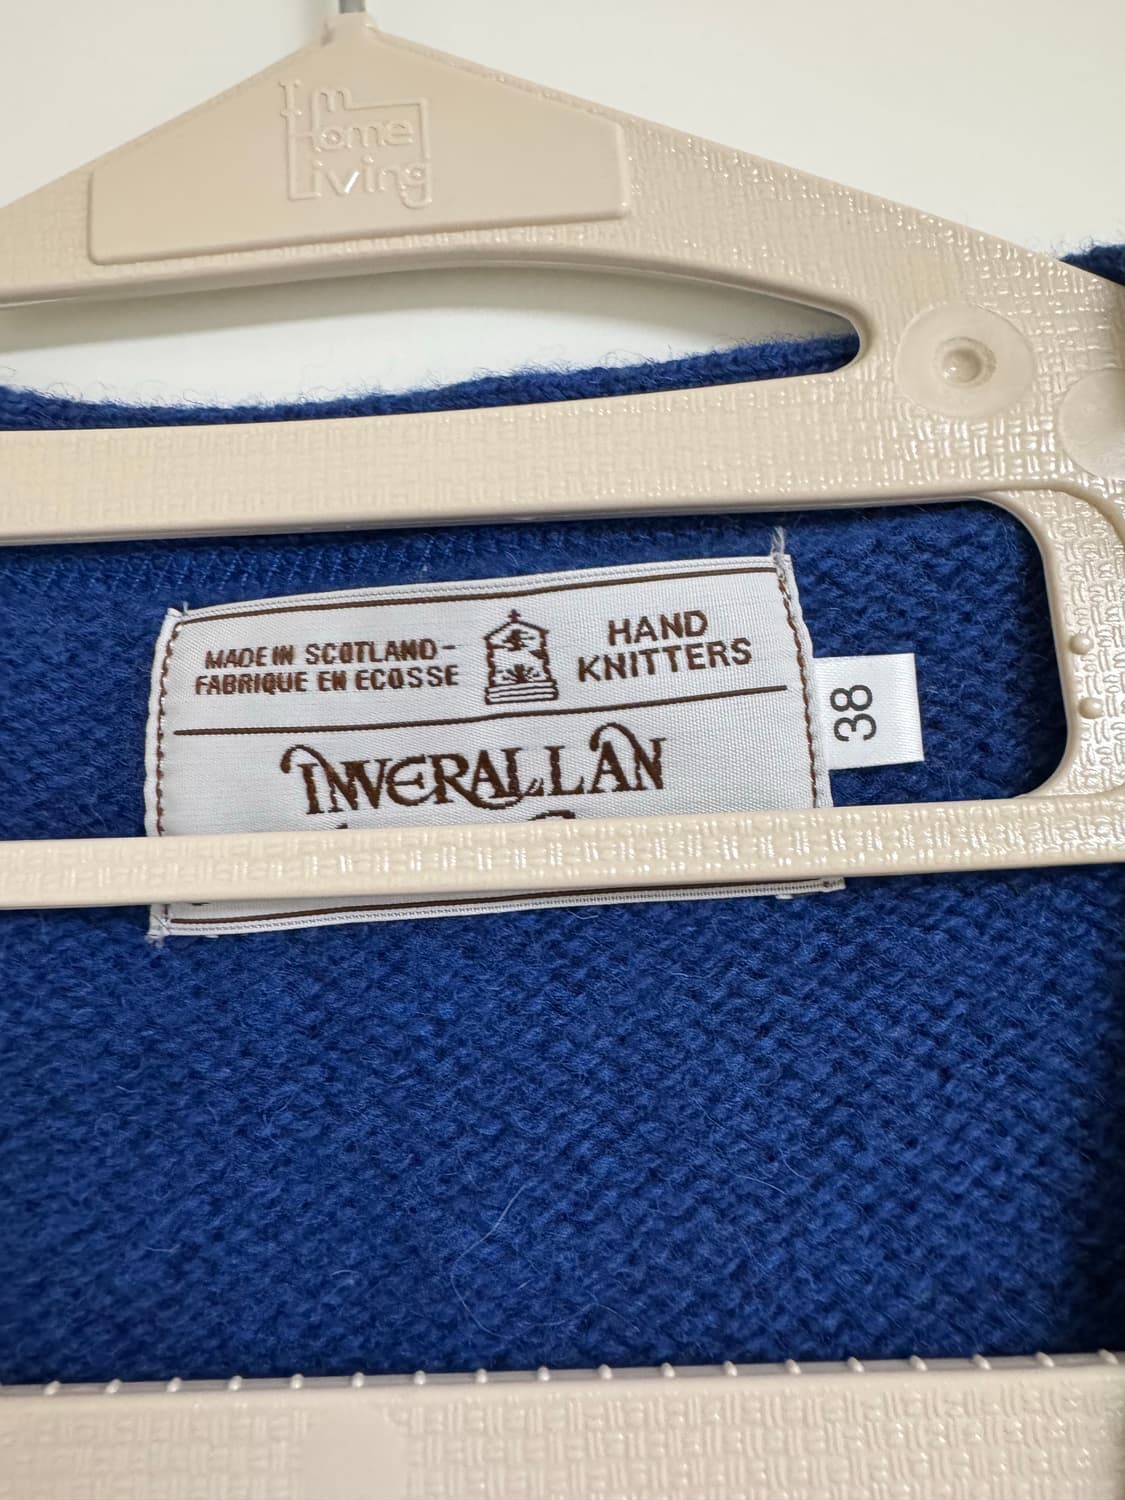 I'm
Home
Living
MADE IN SCOTLAND-
FABRIQUE EN ECOSSE
HAND
KNITTERS
INVERALLAN
38